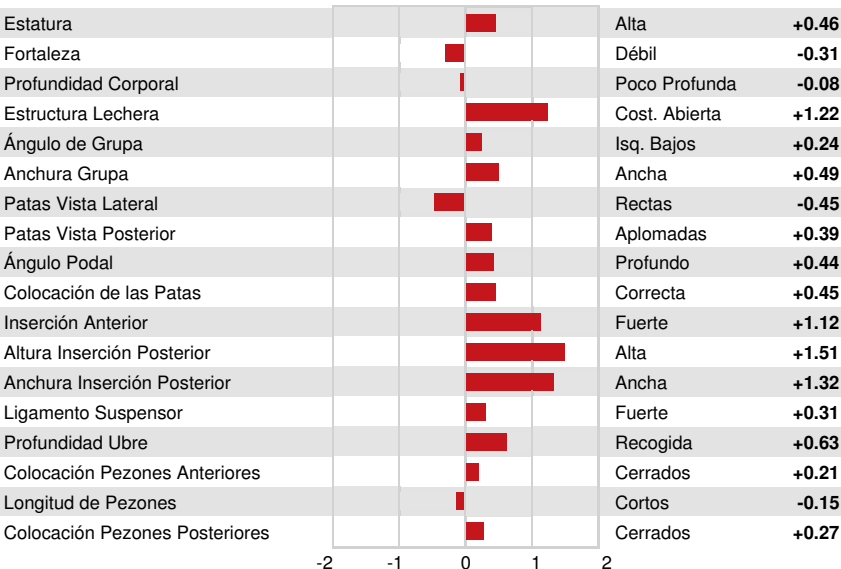 Estatura Alta +0.46
Fortaleza Débil -0.31
Profundidad Corporal Poco Profunda -0.08
Estructura Lechera Cost. Abierta +1.22
Ángulo de Grupa Isq. Bajos +0.24
Anchura Grupa Ancha +0.49
Patas Vista Lateral Rectas -0.45
Patas Vista Posterior Aplomadas +0.39
Ángulo Podal Profundo +0.44
Colocación de las Patas Correcta +0.45
Inserción Anterior Fuerte +1.12
Altura Inserción Posterior Alta +1.51
Anchura Inserción Posterior Ancha +1.32
Ligamento Suspensor Fuerte +0.31
Profundidad Ubre Recogida +0.63
Colocación Pezones Anteriores Cerrados +0.21
Longitud de Pezones Cortos -0.15
Colocación Pezones Posteriores Cerrados +0.27
-2 -1 0 1 2